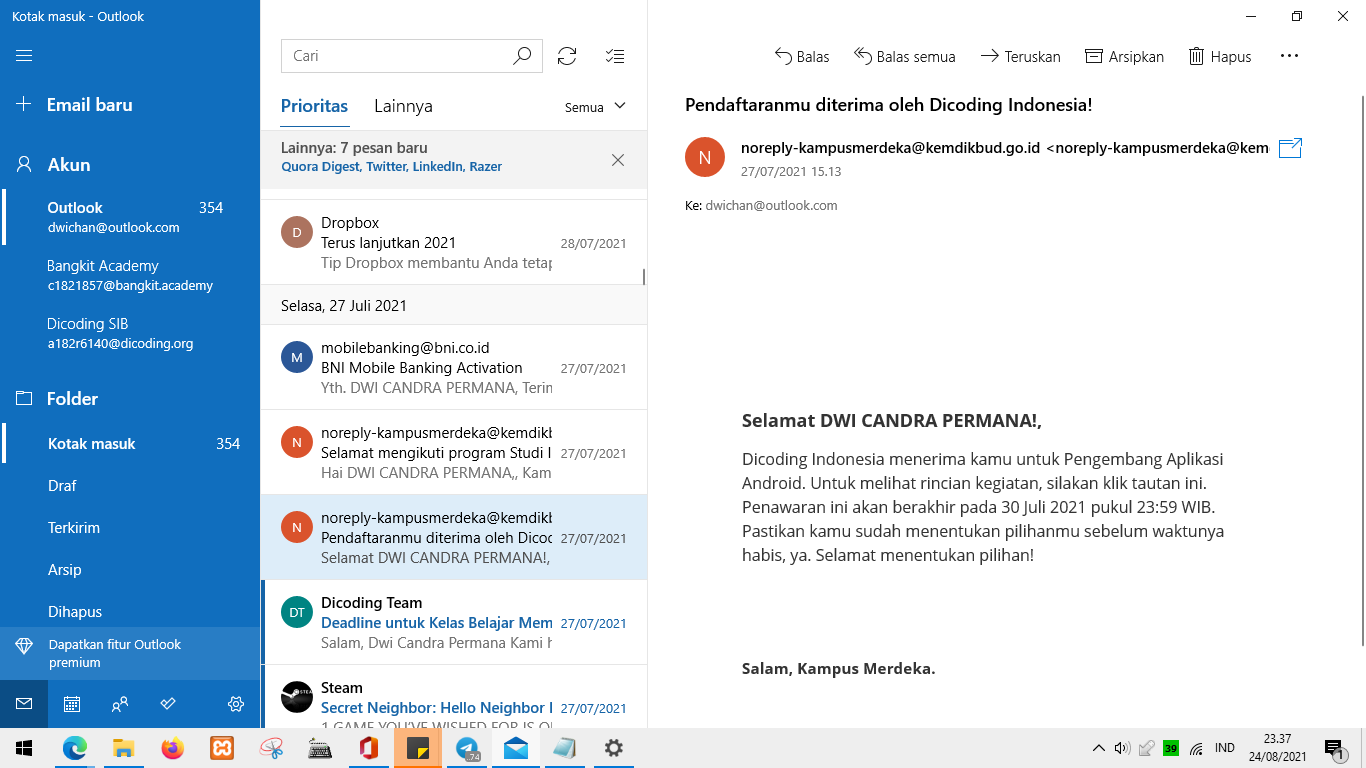 Kotak masuk - Outlook
Email baru
Akun
Outlook 354
dwichan@outlook.com
Bangkit Academy
c1821857@bangkit.academy
Dicoding SIB
a182r6140@dicoding.org
Folder
Kotak masuk 354
Draf
Terkirim
Arsip
Dihapus
Dapatkan fitur Outlook
premium
Cari
Prioritas Lainnya Semua
Lainnya: 7 pesan baru
Quora Digest, Twitter, LinkedIn, Razer
D
Dropbox
Terus lanjutkan 2021 28/07/2021
Tip Dropbox membantu Anda tetap
Selasa, 27 Juli 2021
M
mobilebanking@bni.co.id
BNI Mobile Banking Activation 27/07/2021
Yth. DWI CANDRA PERMANA, Terin
N
noreply-kampusmerdeka@kemdikb
Selamat mengikuti program Studi I 27/07/2021
Hai DWI CANDRA PERMANA,, Kam
N
noreply-kampusmerdeka@kemdikb
Pendaftaranmu diterima oleh Dicoc 27/07/2021
Selamat DWI CANDRA PERMANA!,
DT
Dicoding Team
Deadline untuk Kelas Belajar Mem 27/07/2021
Salam, Dwi Candra Permana Kami h
STEAM
Steam
Secret Neighbor: Hello Neighbor 27/07/2021
1 GAME YOU'VE WISHED FOR IS O
Balas Balas semua Teruskan Arsipkan Hapus
Pendaftaranmu diterima oleh Dicoding Indonesia!
N
noreply-kampusmerdeka@kemdikbud.go.id <noreply-kampusmerdeka@kem
27/07/2021 15.13
Ke: dwichan@outlook.com
Selamat DWI CANDRA PERMANA!,
Dicoding Indonesia menerima kamu untuk Pengembang Aplikasi
Android. Untuk melihat rincian kegiatan, silakan klik tautan ini.
Penawaran ini akan berakhir pada 30 Juli 2021 pukul 23:59 WIB.
Pastikan kamu sudah menentukan pilihanmu sebelum waktunya
habis, ya. Selamat menentukan pilihan!
Salam, Kampus Merdeka.
74
39
IND
23.37
24/08/2021
1